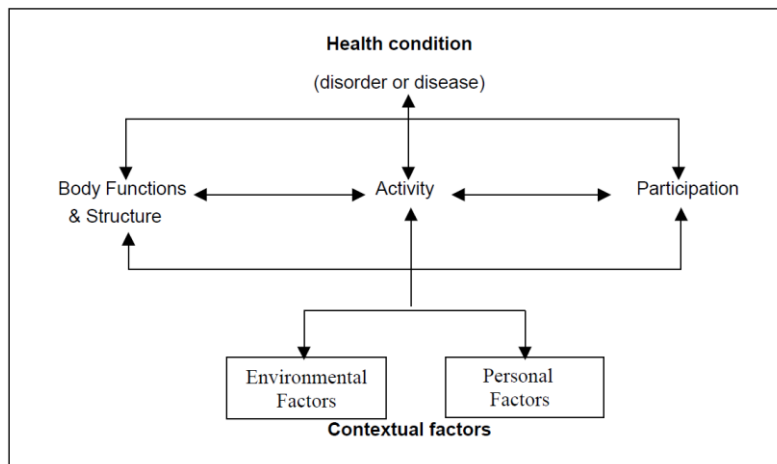 Health condition
(disorder or disease)
Body Functions
& Structure
Activity
Participation
Environmental
Factors
Personal
Factors
Contextual factors